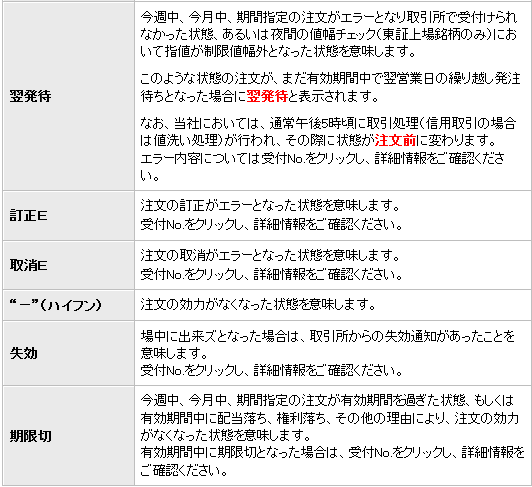 今週中、今月中、期間指定の注文がエラーとなり取引所で受付けられ
なかった状態、あるいは夜間の値幅チェック（東証上場銘柄のみ）にお
いて指値が制限値幅外となった状態を意味します。
翌発待
このような状態の注文が、まだ有効期間中で翌営業日の繰り越し発注
待ちとなった場合に翌発待と表示されます。
なお、当社においては、通常午後5時頃に取引処理（信用取引の場合
は値洗い処理）が行われ、その際に状態が注文前に変わります。
エラー内容については受付No.をクリックし、詳細情報をご確認くださ
い。
訂正E
注文の訂正がエラーとなった状態を意味します。
受付No.をクリックし、詳細情報をご確認ください。
取消E
注文の取消がエラーとなった状態を意味します。
受付No.をクリックし、詳細情報をご確認ください。
“－”（ハイフン）
注文の効力がなくなった状態を意味します。
失効
場中に出来ズとなった場合は、取引所からの失効通知があったことを
意味します。
受付No.をクリックし、詳細情報をご確認ください。
期限切
今週中、今月中、期間指定の注文が有効期間を過ぎた状態、もしくは
有効期間中に配当落ち、権利落ち、その他の理由により、注文の効力
がなくなった状態を意味します。
有効期間中に期限切となった場合は、受付No.をクリックし、詳細情報を
ご確認ください。